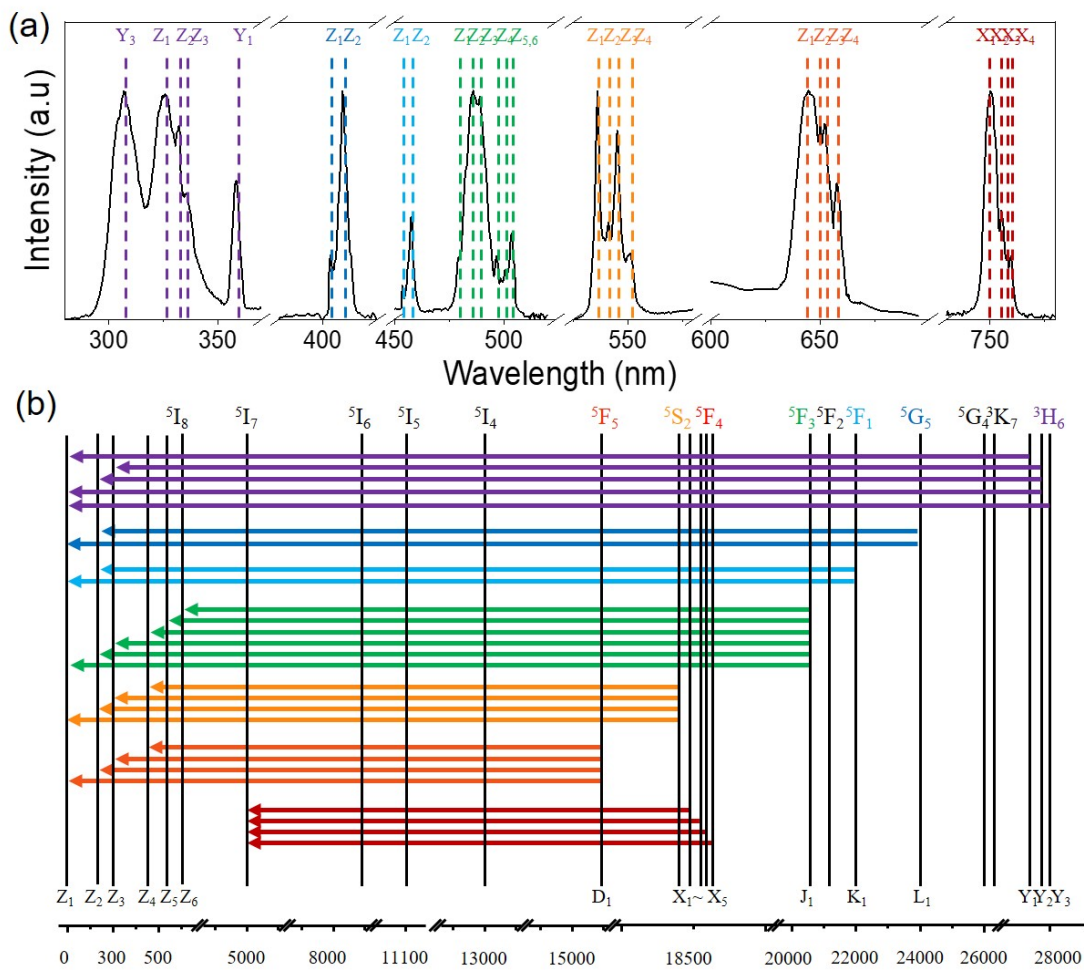 (a)
Y₃ Z₁ Z₂Z₃ Y₁ Z₁Z₂ Z₁Z₂ Z₁Z₂Z₃Z₄Z₅,₆ Z₁Z₂Z₃Z₄ Z₁Z₂Z₃Z₄ X₁X₂X₃X₄
Intensity (a.u)
300 350 400 450 500 550 600 650 750
Wavelength (nm)
(b)
⁵I₈ ⁵I₇ ⁵I₆ ⁵I₅ ⁵I₄ ⁵F₅ ⁵S₂ ⁵F₄ ⁵F₃ ⁵F₂ ⁵F₁ ⁵G₅ ⁵G₄ ³K₇ ³H₆
Z₁ Z₂ Z₃ Z₄ Z₅ Z₆ D₁ X₁~ X₅ J₁ K₁ L₁ Y₁Y₂Y₃
0 300 500 5000 8000 11100 13000 15000 18500 20000 22000 24000 26000 28000